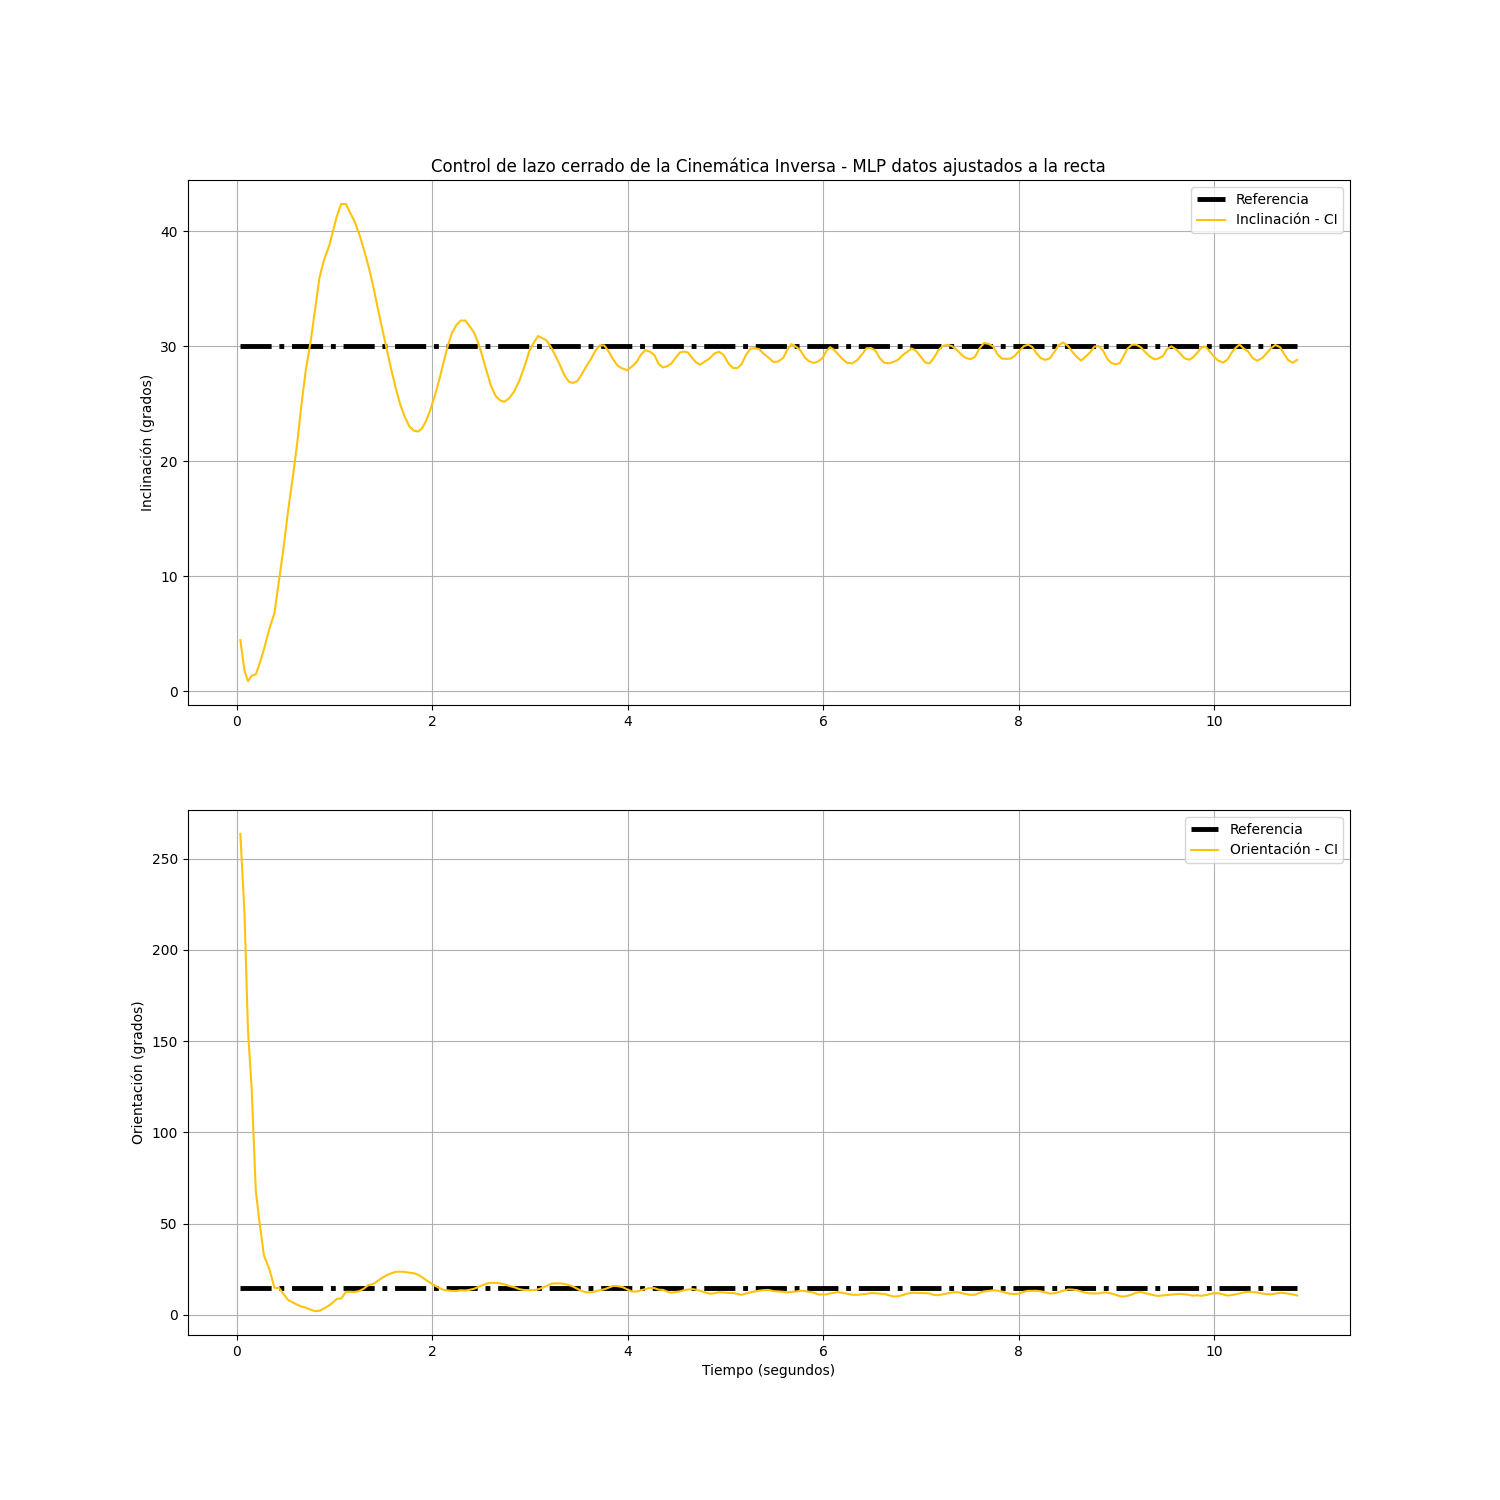 Control de lazo cerrado de la Cinemática Inversa - MLP datos ajustados a la recta
Referencia
Inclinación - CI
Inclinación (grados)
40
30
20
10
0
0 2 4 6 8 10
Referencia
Orientación - CI
Orientación (grados)
250
200
150
100
50
0
0 2 4 6 8 10
Tiempo (segundos)